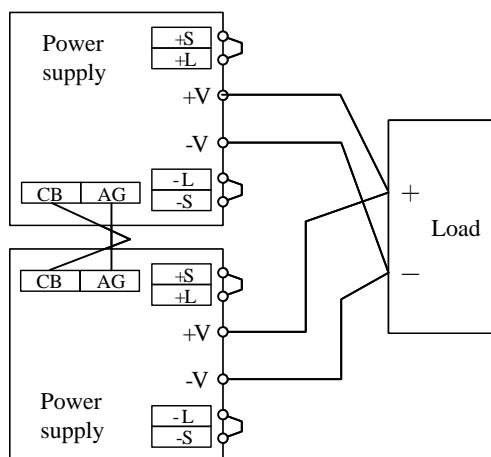 Power
supply
+S
+L
+V
-V
-L
-S
CB AG
Load
+
−
CB AG
+S
+L
+V
-V
Power
supply
-L
-S